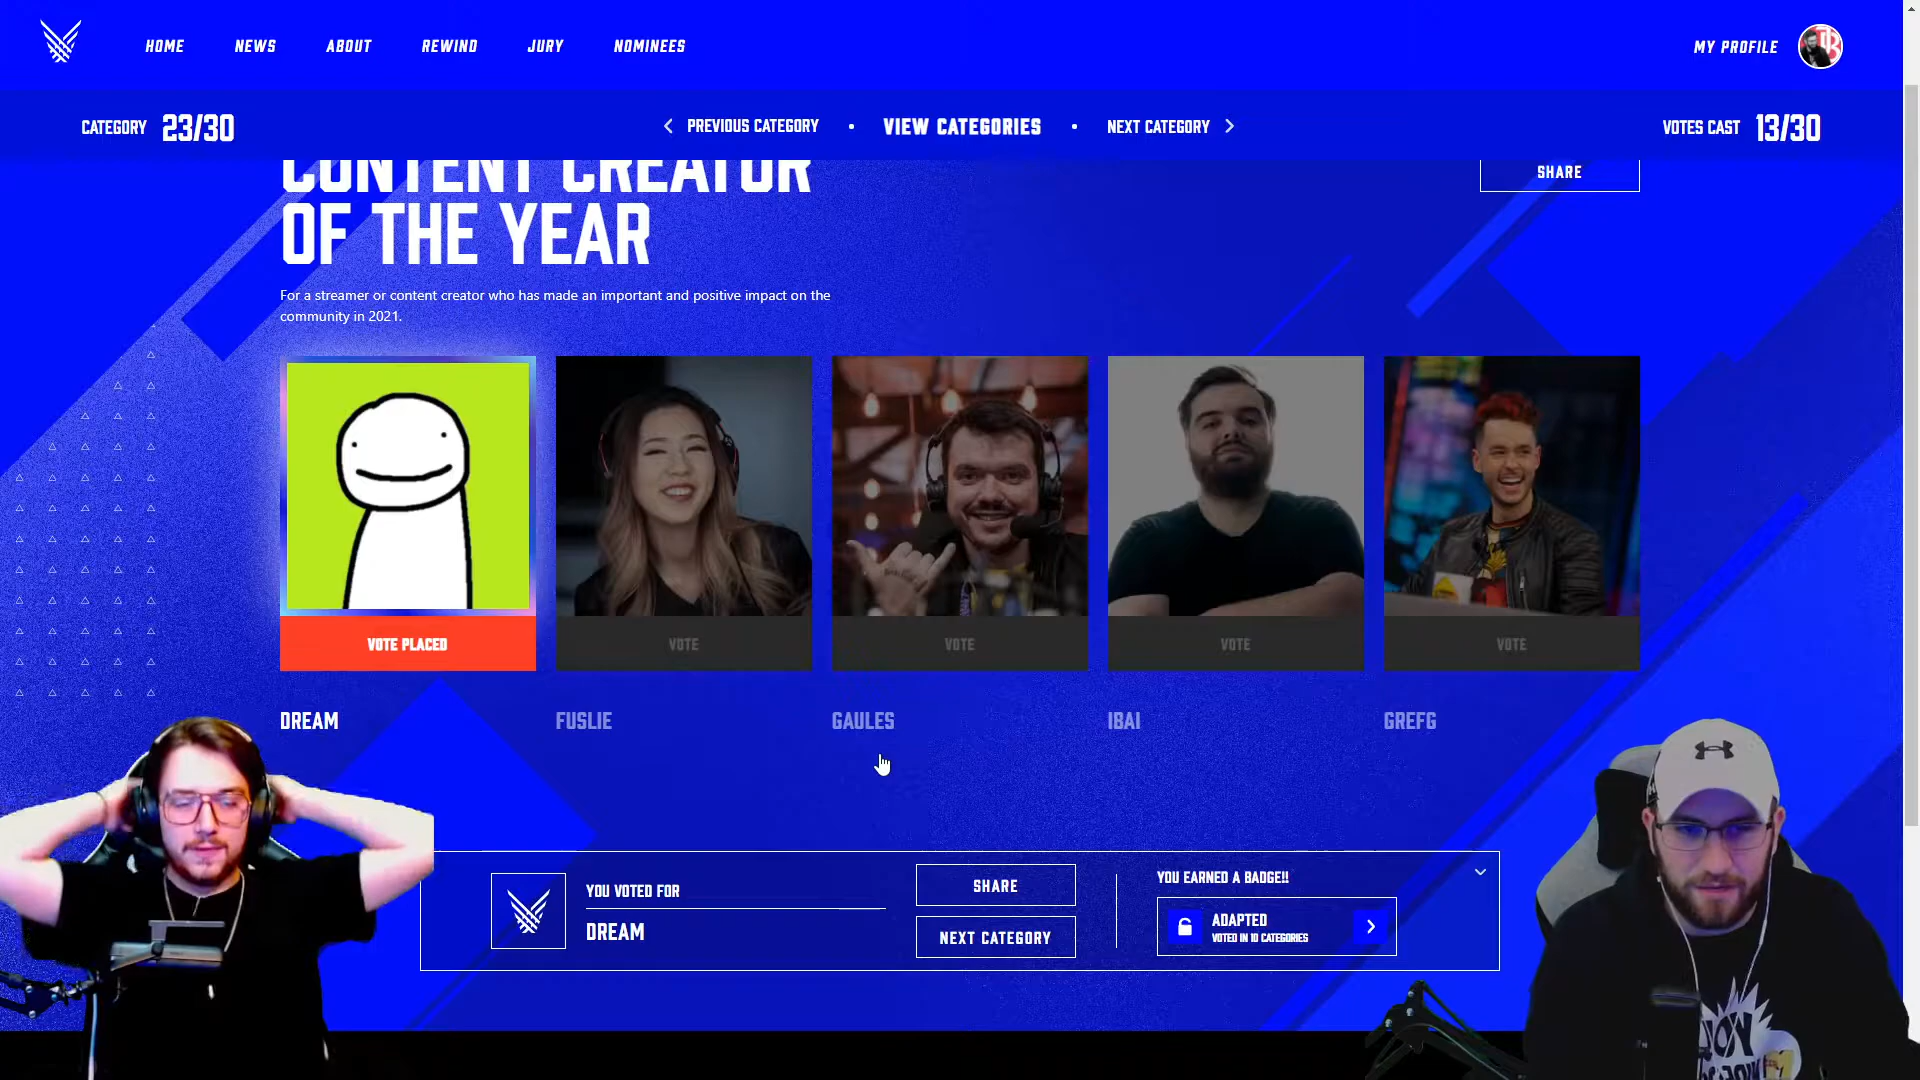 HOME NEWS ABOUT REWIND JURY NOMINEES MY PROFILE
CATEGORY 23/30 PREVIOUS CATEGORY • VIEW CATEGORIES • NEXT CATEGORY VOTES CAST 13/30
CONTENT CREATOR
OF THE YEAR
SHARE
For a streamer or content creator who has made an important and positive impact on the
community in 2021.
VOTE PLACED VOTE VOTE VOTE VOTE
DREAM FUSLIE GAULES IBAI GREFG
YOU VOTED FOR
DREAM
SHARE
NEXT CATEGORY
YOU EARNED A BADGE!!
ADAPTED
VOTED IN 10 CATEGORIES